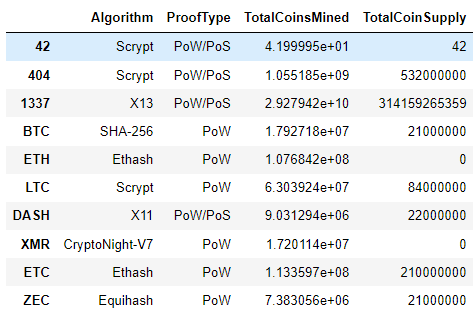 Algorithm ProofType TotalCoinsMined TotalCoinSupply
42 Scrypt PoW/PoS 4.199995e+01 42
404 Scrypt PoW/PoS 1.055185e+09 532000000
1337 X13 PoW/PoS 2.927942e+10 314159265359
BTC SHA-256 PoW 1.792718e+07 21000000
ETH Ethash PoW 1.076842e+08 0
LTC Scrypt PoW 6.303924e+07 84000000
DASH X11 PoW/PoS 9.031294e+06 22000000
XMR CryptoNight-V7 PoW 1.720114e+07 0
ETC Ethash PoW 1.133597e+08 210000000
ZEC Equihash PoW 7.383056e+06 21000000